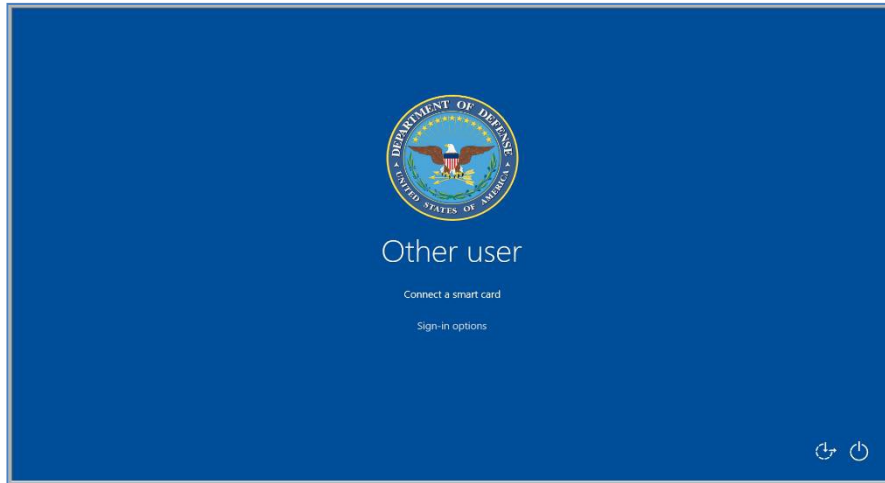 DEPARTMENT OF DEFENSE
UNITED STATES OF AMERICA
Other user
Connect a smart card
Sign-in options